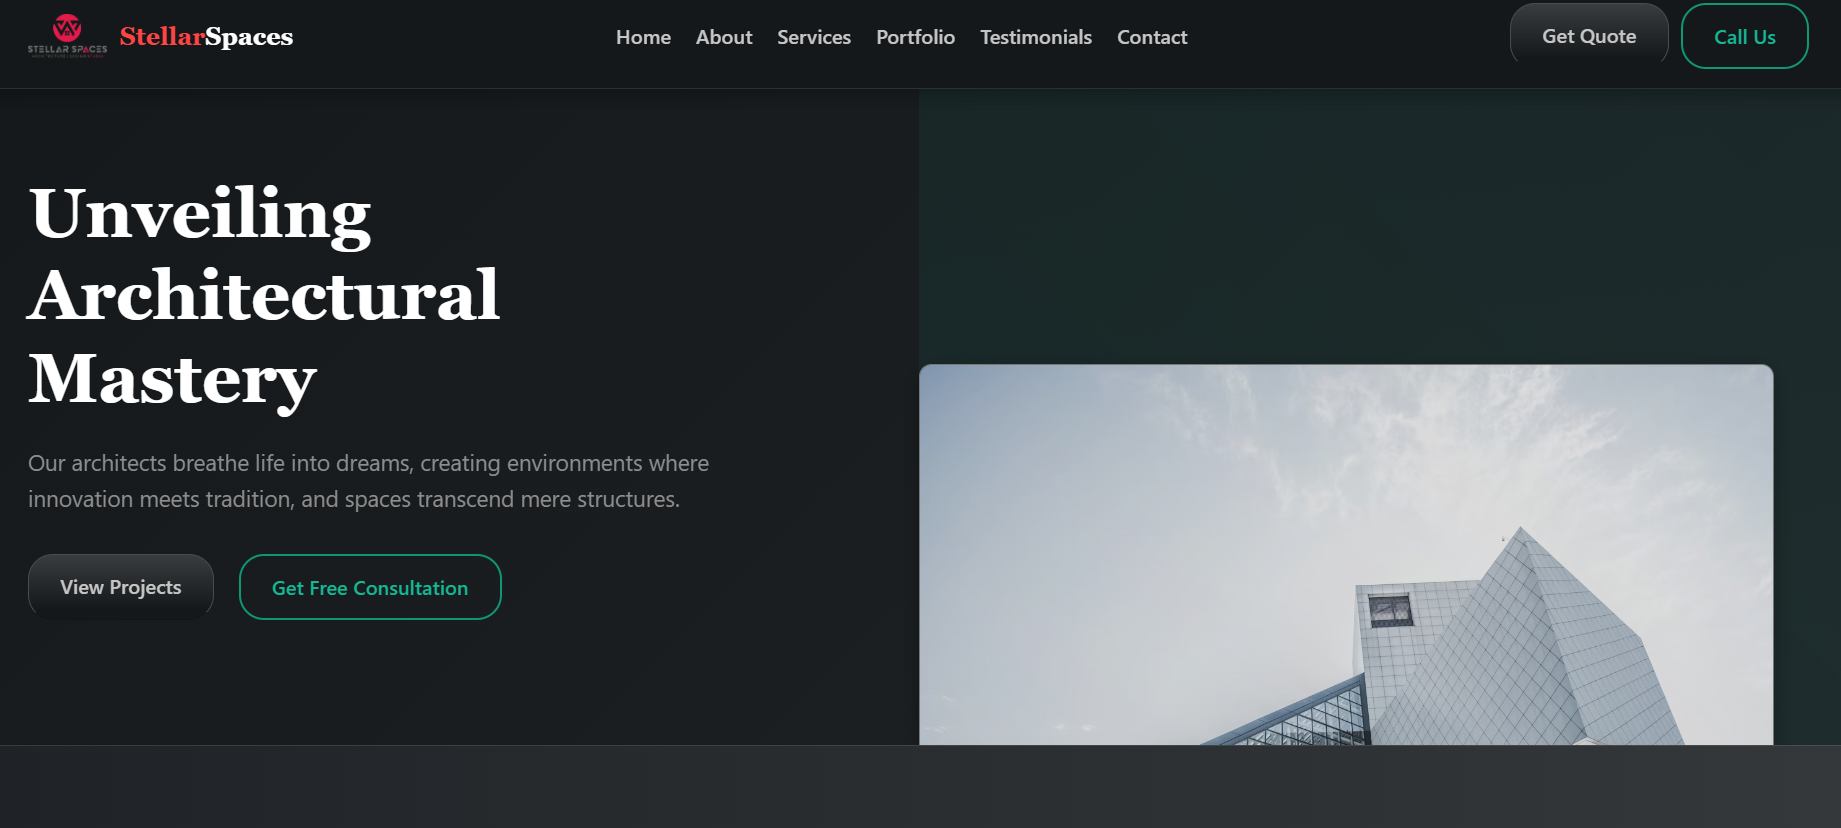 STELLAR SPACES
StellarSpaces
Home About Services Portfolio Testimonials Contact
Get Quote
Call Us
Unveiling
Architectural
Mastery
Our architects breathe life into dreams, creating environments where
innovation meets tradition, and spaces transcend mere structures.
View Projects
Get Free Consultation